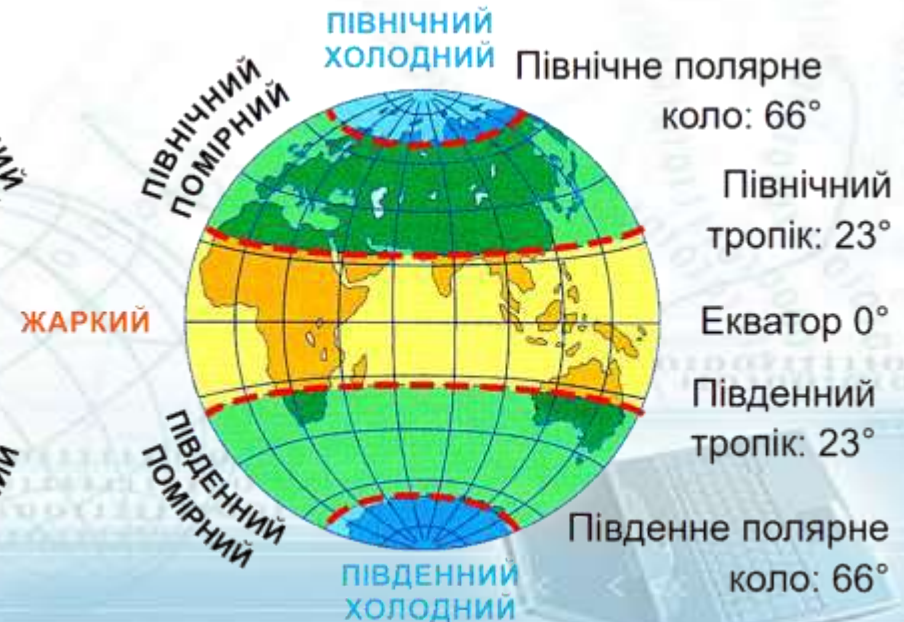 ПІВНІЧНИЙ
ХОЛОДНИЙ
Північне полярне
коло: 66°
ПІВНІЧНИЙ
ПОМІРНИЙ
Північний
тропік: 23°
ЖАРКИЙ
Екватор 0°
Південний
тропік: 23°
ПІВДЕННИЙ
ПОМІРНИЙ
Південне полярне
коло: 66°
ПІВДЕННИЙ
ХОЛОДНИЙ